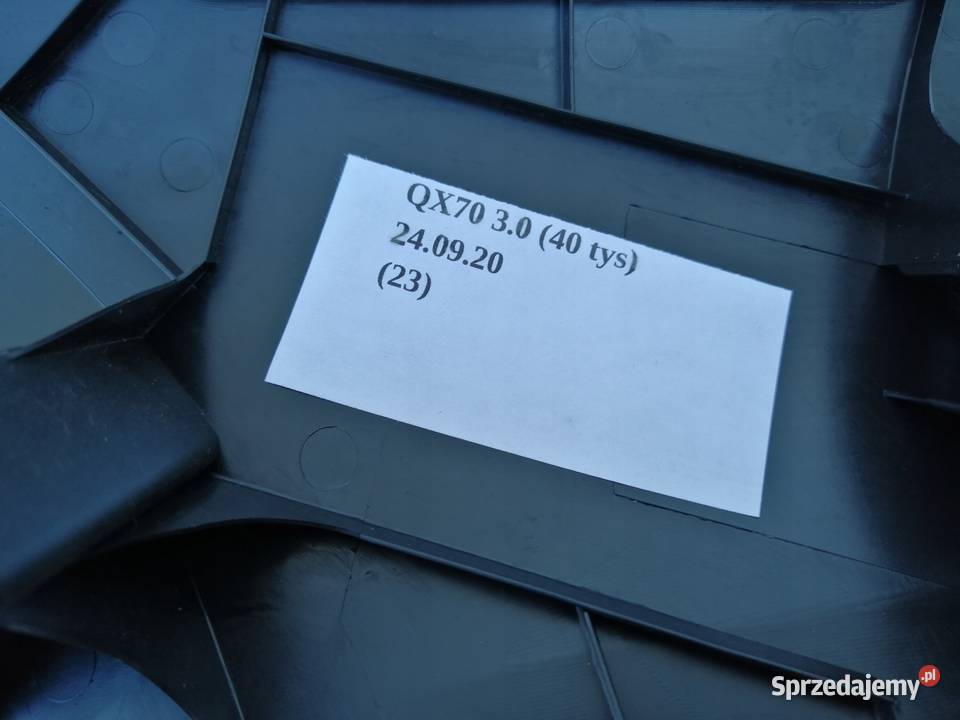 QX70 3.0 (40 tys)
24.09.20
(23)
Sprzedajemy.pl